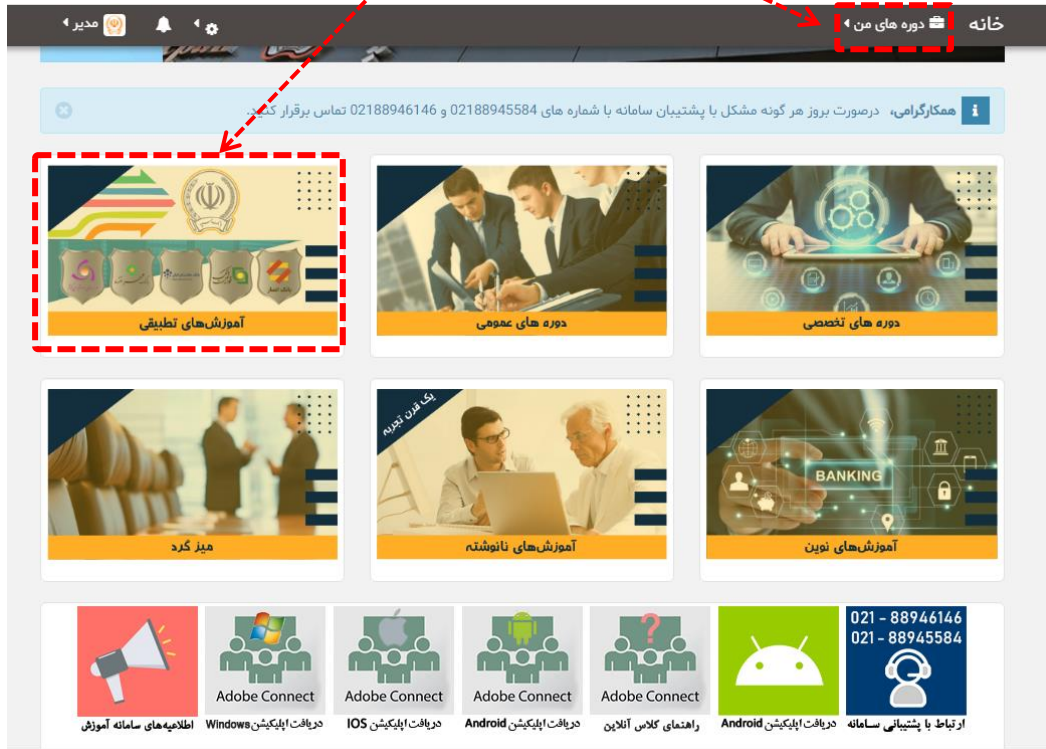 خانه دوره های من مدیر
همکارگرامی، درصورت بروز هر گونه مشکل با پشتیبان سامانه با شماره های 02188945584 و 02188946146 تماس برقرار کنید.
دوره های تخصصی
دوره های عمومی
بانک انصار
آموزش‌های تطبیقی
BANKING
آموزش‌های نوین
یک قرن تجربه
آموزش‌های نانوشته
میز گرد
021 - 88946146
021 - 88945584
ارتباط با پشتیبانی سـامانه
دریافت اپلیکیشن Android
راهنمای کلاس آنلاین
Adobe Connect
دریافت اپلیکیشن Android
Adobe Connect
دریافت اپلیکیشن IOS
Adobe Connect
دریافت اپلیکیشن Windows
اطلاعیه‌های سامانه آموزش